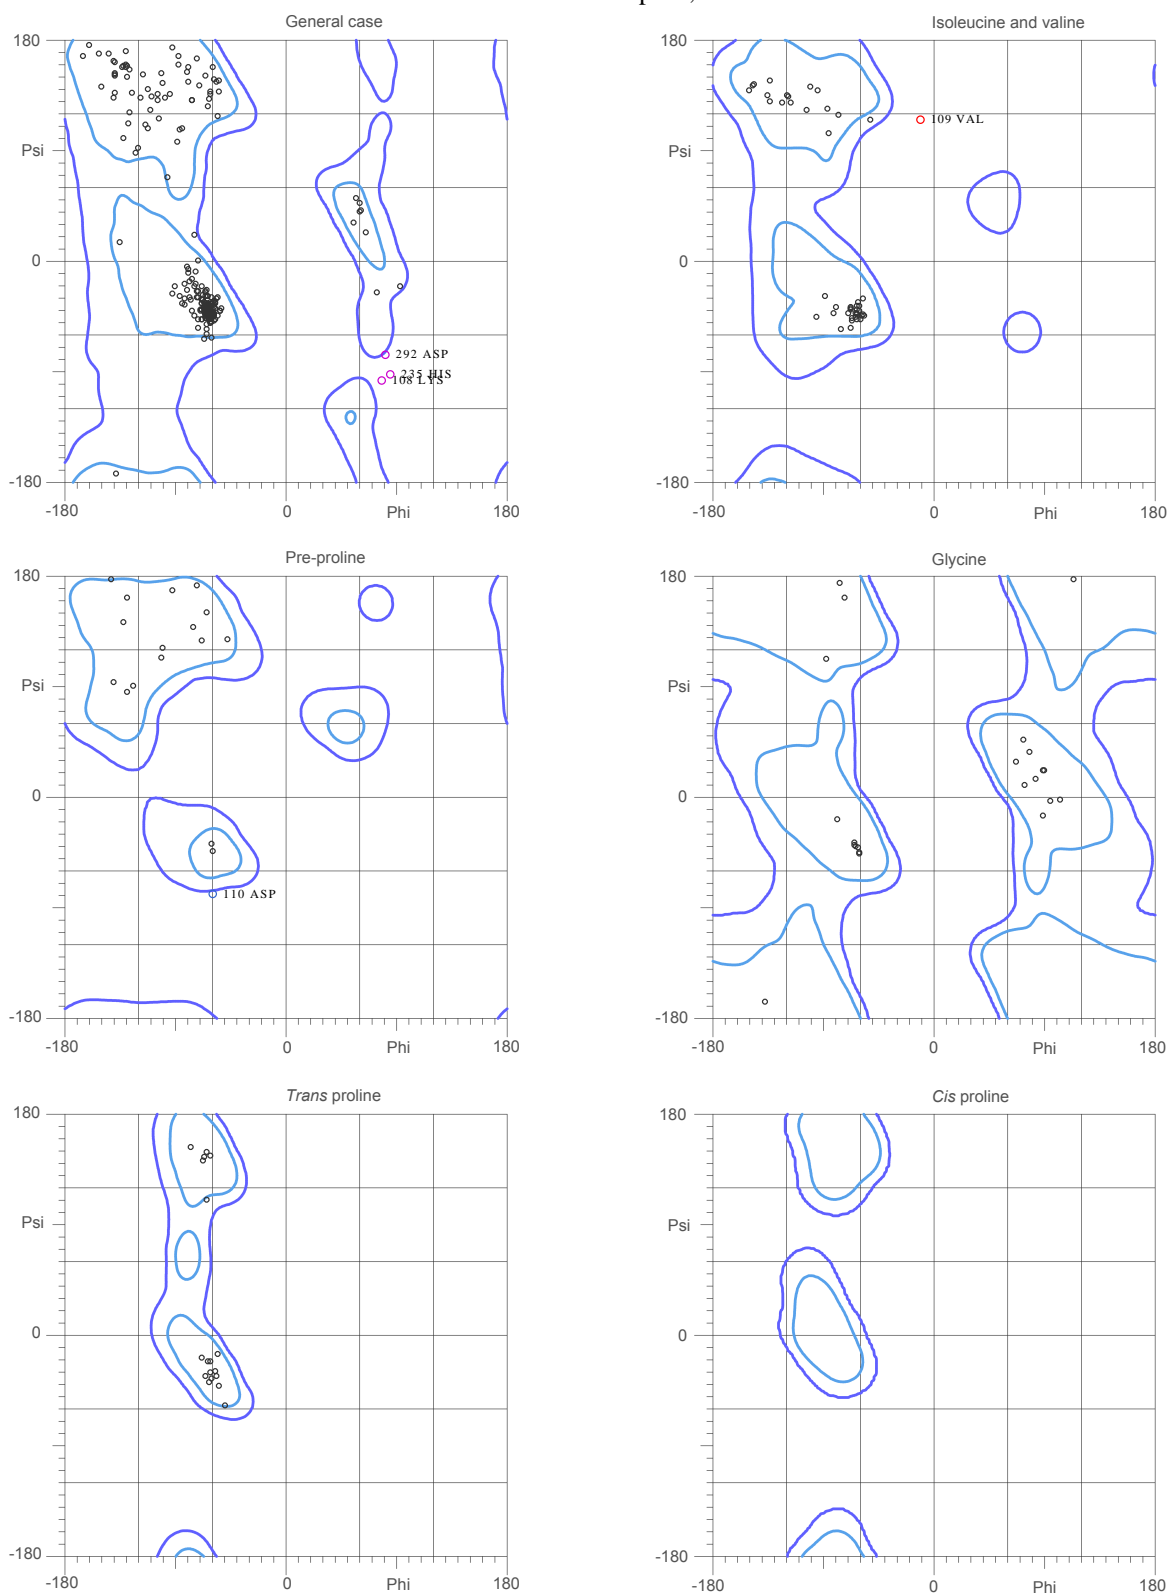 General case
Isoleucine and valine
180
Psi
0
-180
-180
0
Phi
180
292 ASP
235 HIS
108 LYS
180
Psi
0
-180
-180
0
Phi
180
109 VAL
Pre-proline
Glycine
180
Psi
0
-180
-180
0
Phi
180
110 ASP
180
Psi
0
-180
-180
0
Phi
180
Trans proline
Cis proline
180
Psi
0
-180
-180
0
Phi
180
180
Psi
0
-180
-180
0
Phi
180